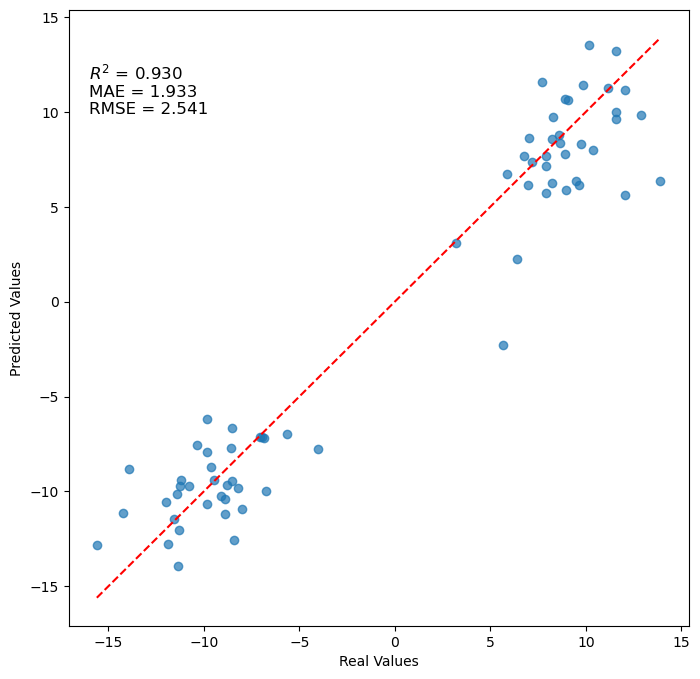 15
R² = 0.930
MAE = 1.933
RMSE = 2.541
10
5
0
−5
−10
−15
Predicted Values
−15 −10 −5 0 5 10 15
Real Values